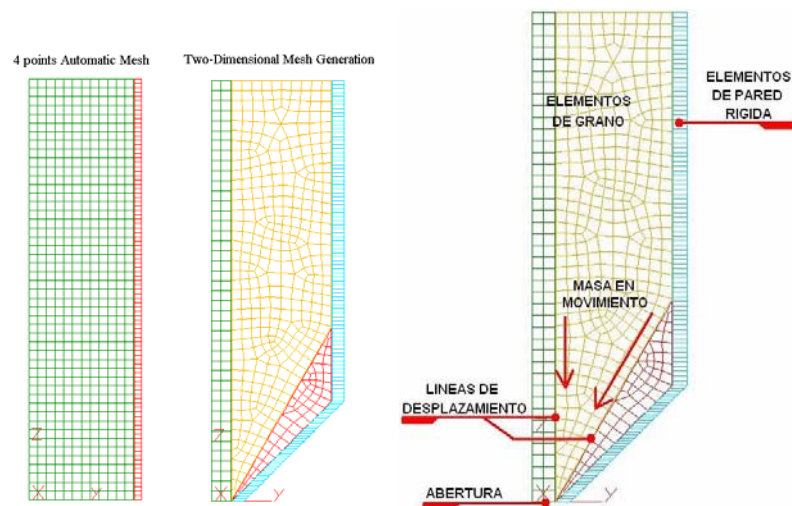 4 points Automatic Mesh
Two-Dimensional Mesh Generation
Z
X Y
Z
X Y
ELEMENTOS
DE GRANO
ELEMENTOS
DE PARED
RIGIDA
MASA EN
MOVIMIENTO
LINEAS DE
DESPLAZAMIENTO
ABERTURA
X Y